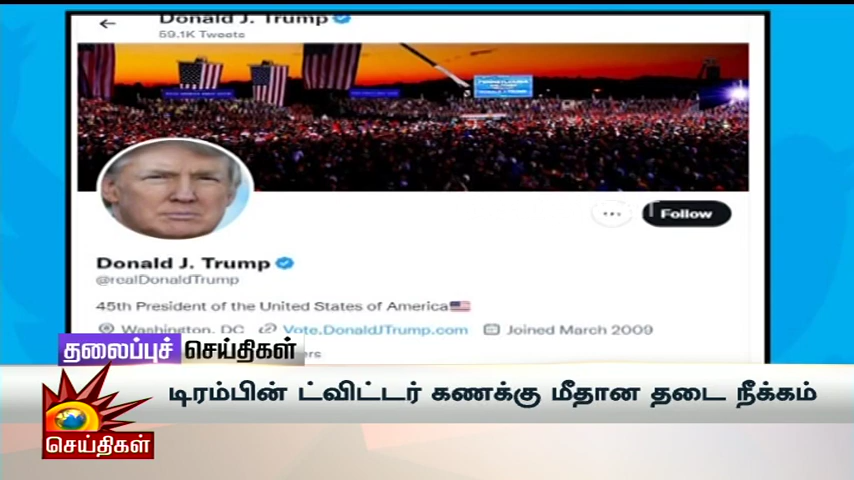 Donald J. Trump
59.1K Tweets
Follow
Donald J. Trump
@realDonaldTrump
45th President of the United States of America
Washington, DC Vote.DonaldJTrump.com Joined March 2009
தலைப்புச் செய்திகள்
டிரம்பின் ட்விட்டர் கணக்கு மீதான தடை நீக்கம்
செய்திகள்